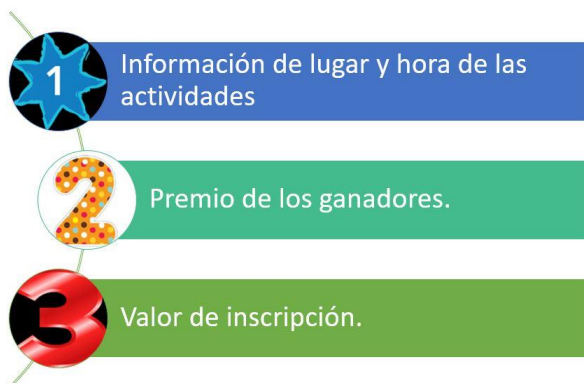 1
Información de lugar y hora de las
actividades
2
Premio de los ganadores.
3
Valor de inscripción.